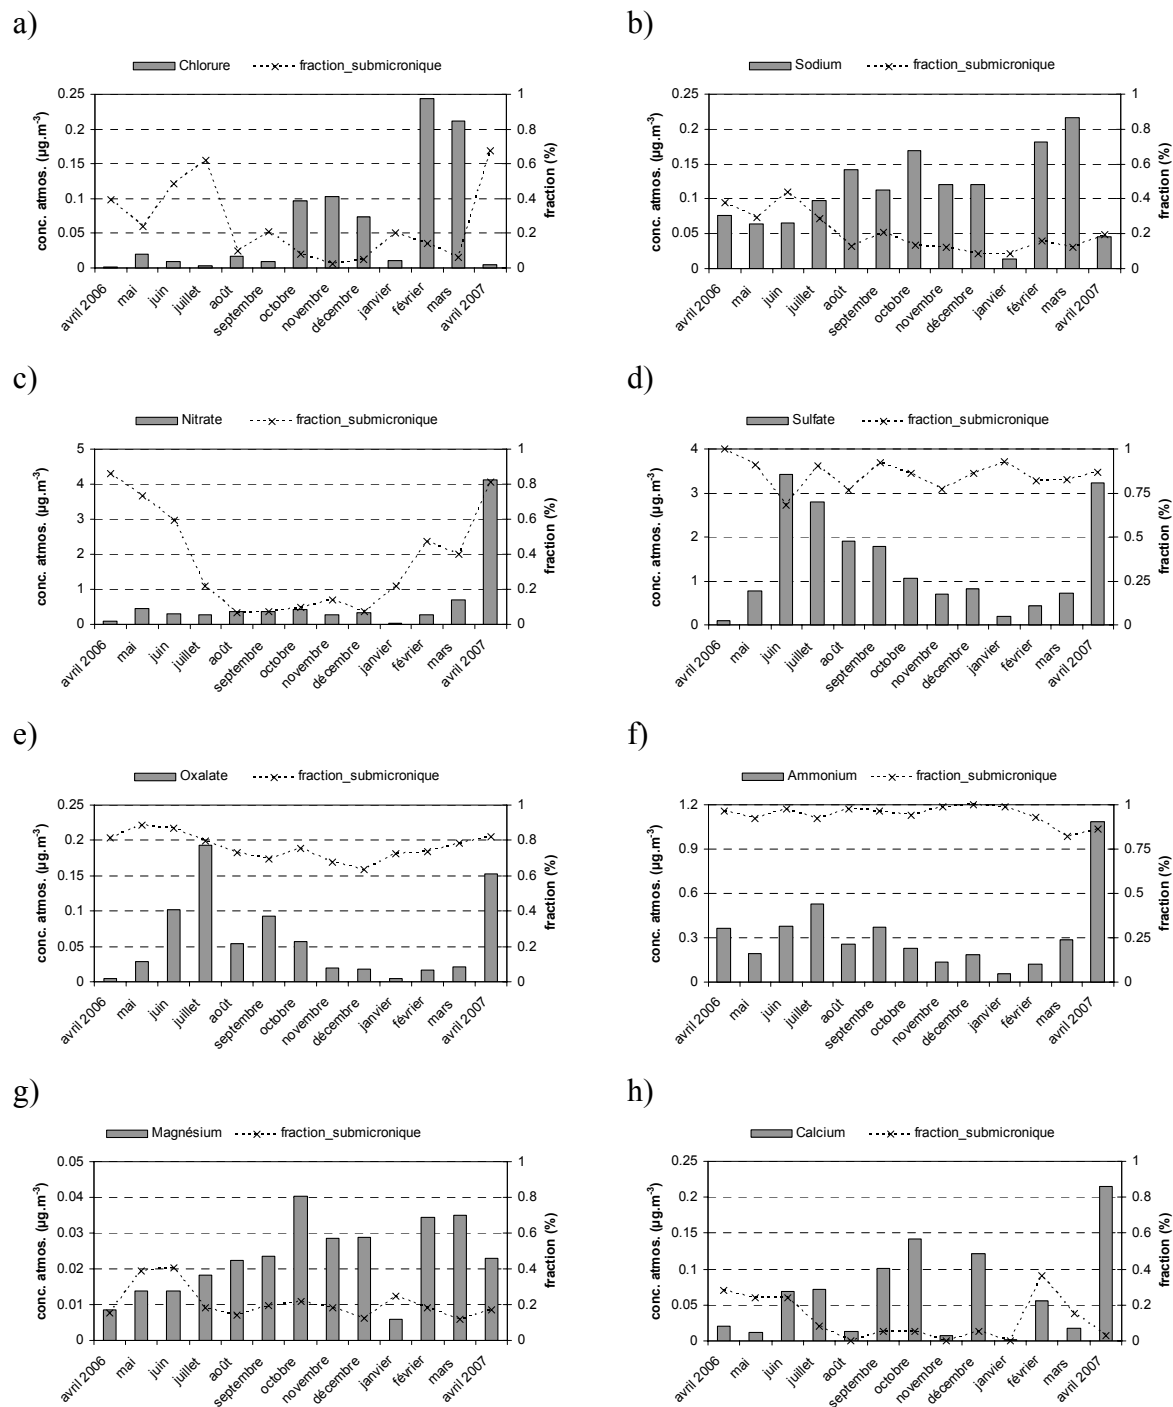 a)
Chlorure fraction_submicronique
0.25
0.2
0.15
0.1
0.05
0
1
0.8
0.6
0.4
0.2
0
conc. atmos. (µg.m-3)
fraction (%)
avril 2006 mai juin juillet août septembre octobre novembre décembre janvier février mars avril 2007
b)
Sodium fraction_submicronique
0.25
0.2
0.15
0.1
0.05
0
1
0.8
0.6
0.4
0.2
0
conc. atmos. (µg.m-3)
fraction (%)
avril 2006 mai juin juillet août septembre octobre novembre décembre janvier février mars avril 2007
c)
Nitrate fraction_submicronique
5
4
3
2
1
0
1
0.8
0.6
0.4
0.2
0
conc. atmos. (µg.m-3)
fraction (%)
avril 2006 mai juin juillet août septembre octobre novembre décembre janvier février mars avril 2007
d)
Sulfate fraction_submicronique
4
3
2
1
0
1
0.75
0.5
0.25
0
conc. atmos. (µg.m-3)
fraction (%)
avril 2006 mai juin juillet août septembre octobre novembre décembre janvier février mars avril 2007
e)
Oxalate fraction_submicronique
0.25
0.2
0.15
0.1
0.05
0
1
0.8
0.6
0.4
0.2
0
conc. atmos. (µg.m-3)
fraction (%)
avril 2006 mai juin juillet août septembre octobre novembre décembre janvier février mars avril 2007
f)
Ammonium fraction_submicronique
1.2
0.9
0.6
0.3
0
1
0.75
0.5
0.25
0
conc. atmos. (µg.m-3)
fraction (%)
avril 2006 mai juin juillet août septembre octobre novembre décembre janvier février mars avril 2007
g)
Magnésium fraction_submicronique
0.05
0.04
0.03
0.02
0.01
0
1
0.8
0.6
0.4
0.2
0
conc. atmos. (µg.m-3)
fraction (%)
avril 2006 mai juin juillet août septembre octobre novembre décembre janvier février mars avril 2007
h)
Calcium fraction_submicronique
0.25
0.2
0.15
0.1
0.05
0
1
0.8
0.6
0.4
0.2
0
conc. atmos. (µg.m-3)
fraction (%)
avril 2006 mai juin juillet août septembre octobre novembre décembre janvier février mars avril 2007